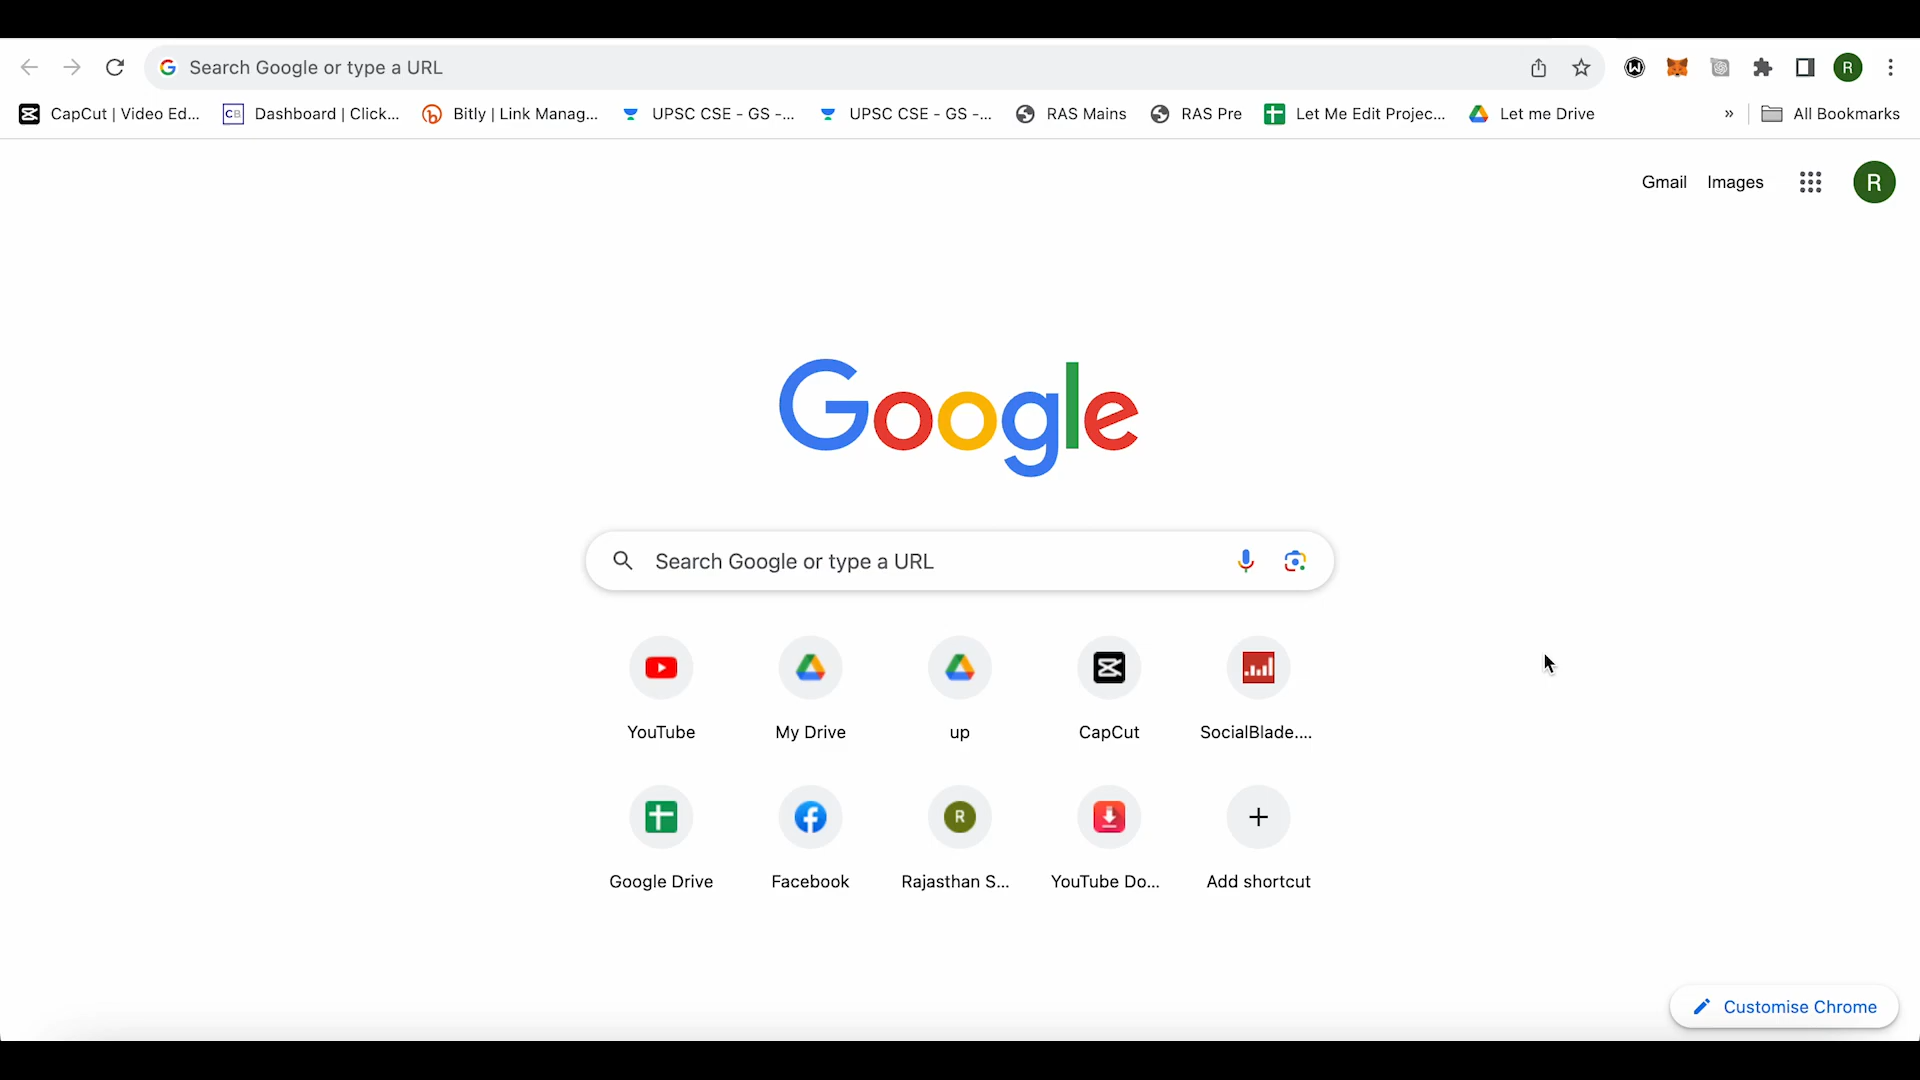 Search Google or type a URL
R
CapCut | Video Ed...
CB Dashboard | Click...
Bitly | Link Manag...
UPSC CSE - GS -...
UPSC CSE - GS -...
RAS Mains
RAS Pre
Let Me Edit Projec...
Let me Drive
» All Bookmarks
Gmail Images R
Google
Search Google or type a URL
YouTube My Drive up CapCut SocialBlade....
R
Google Drive Facebook Rajasthan S... YouTube Do... Add shortcut
Customise Chrome